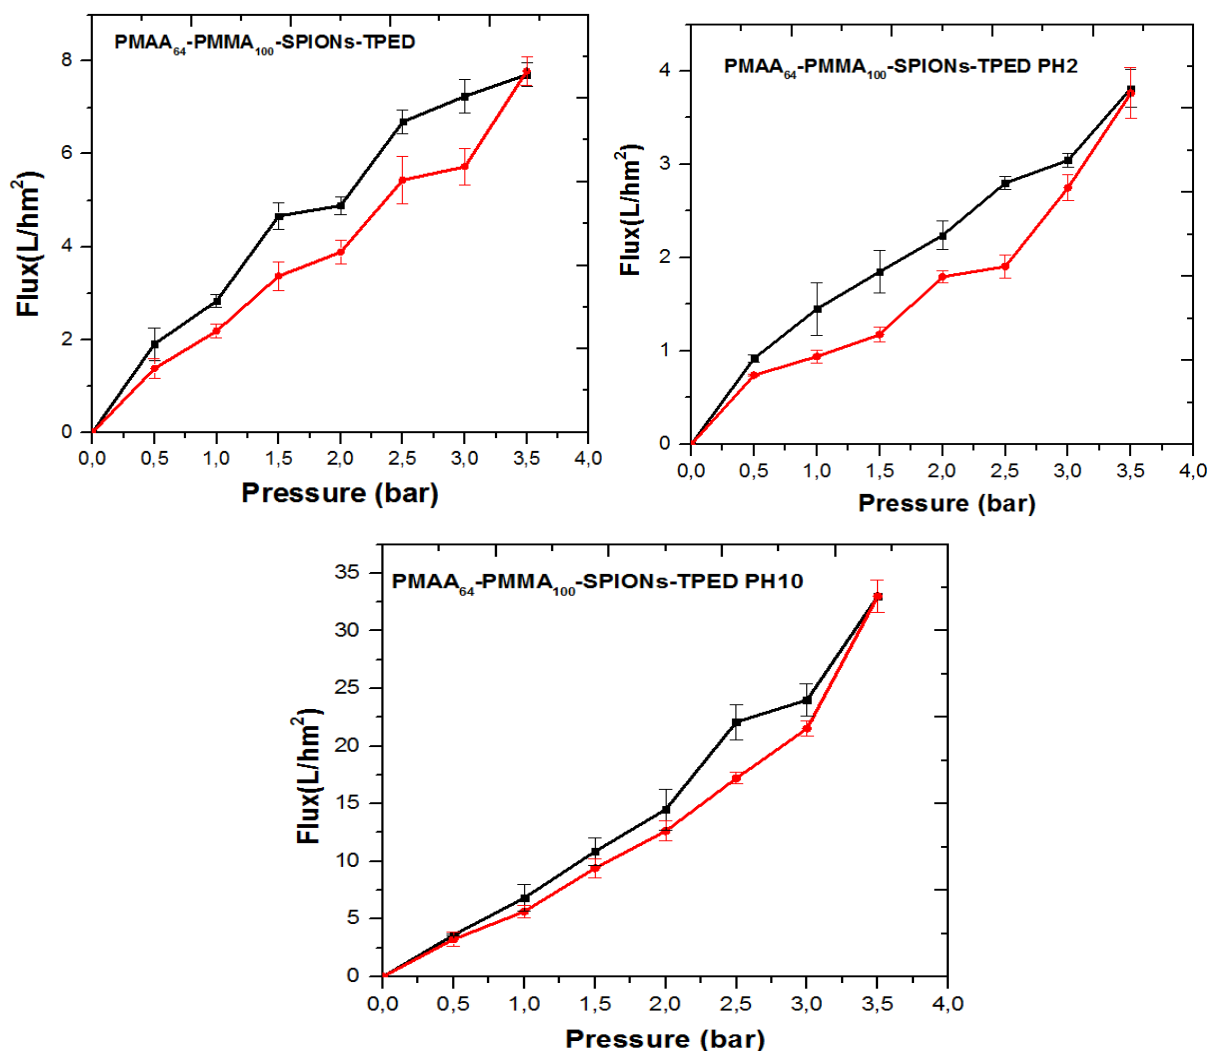 PMAA64-PMMA100-SPIONs-TPED
Flux(L/hm2)
8
6
4
2
0
0,0 0,5 1,0 1,5 2,0 2,5 3,0 3,5 4,0
Pressure (bar)
PMAA64-PMMA100-SPIONs-TPED PH2
Flux(L/hm2)
4
3
2
1
0
0,0 0,5 1,0 1,5 2,0 2,5 3,0 3,5 4,0
Pressure (bar)
PMAA64-PMMA100-SPIONs-TPED PH10
Flux(L/hm2)
35
30
25
20
15
10
5
0
0,0 0,5 1,0 1,5 2,0 2,5 3,0 3,5 4,0
Pressure (bar)